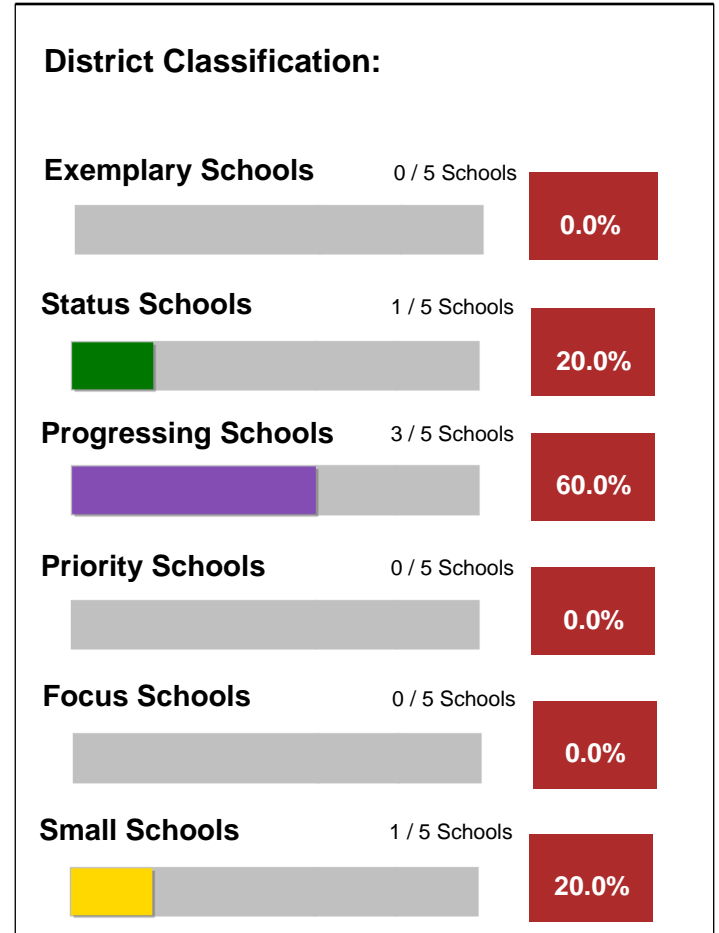 District Classification:
Exemplary Schools 0 / 5 Schools
0.0%
Status Schools 1 / 5 Schools
20.0%
Progressing Schools 3 / 5 Schools
60.0%
Priority Schools 0 / 5 Schools
0.0%
Focus Schools 0 / 5 Schools
0.0%
Small Schools 1 / 5 Schools
20.0%